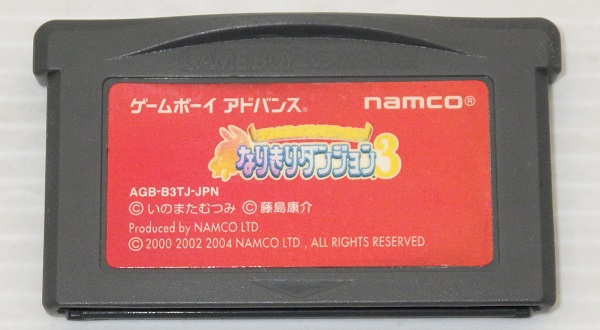 ゲームボーイ アドバンス®
namco®
なりきりダンジョン3
AGB-B3TJ-JPN
© いのまたむつみ © 藤島康介
Produced by NAMCO LTD.
© 2000 2002 2004 NAMCO LTD., ALL RIGHTS RESERVED.